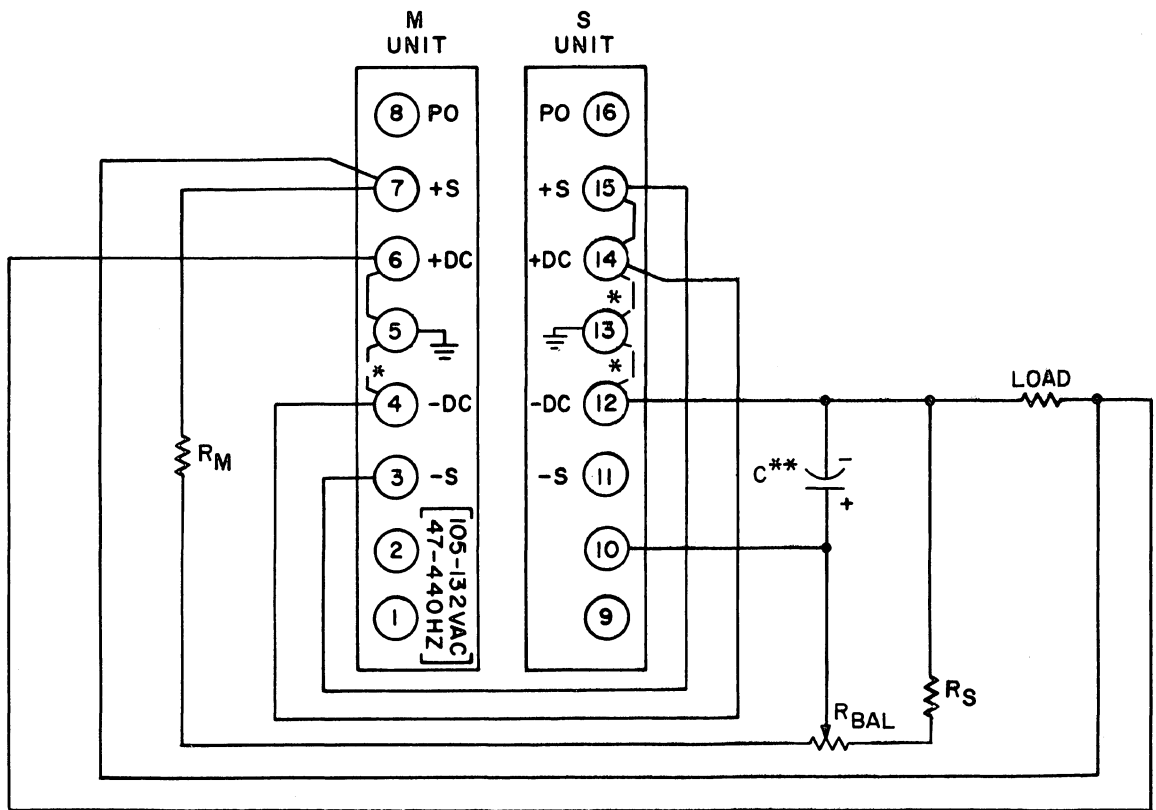 M
UNIT
S
UNIT
8 PO
PO 16
7 +S
+S 15
6 +DC
+DC 14
5
*
13
*
*
4 -DC
-DC 12
LOAD
RM
3 -S
-S 11
C**
-
+
2
10
1
9
105-132VAC
47-440HZ
RBAL
RS